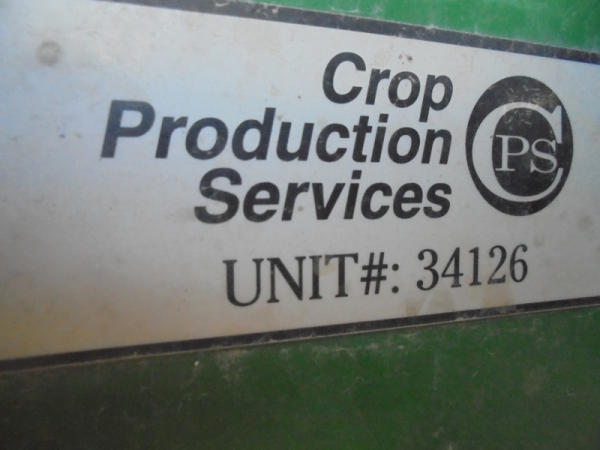 Crop
Production
Services
CPS
UNIT#: 34126